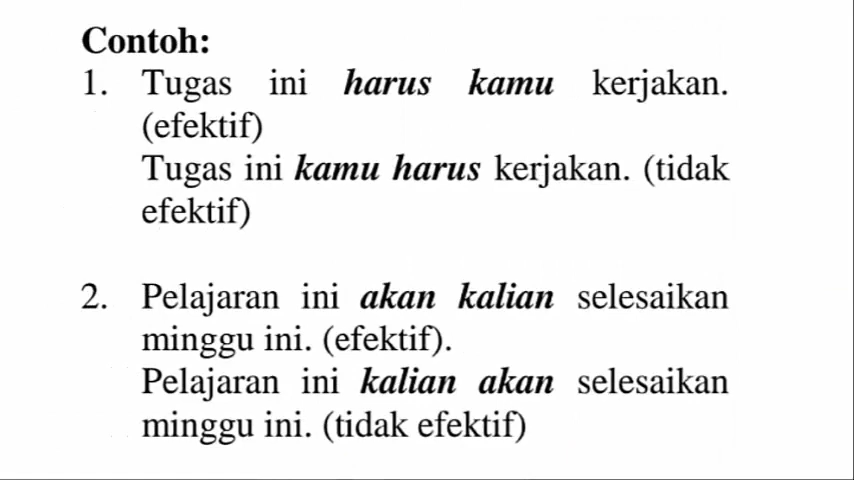 Contoh:
1. Tugas ini harus kamu kerjakan.
(efektif)
Tugas ini kamu harus kerjakan. (tidak
efektif)
2. Pelajaran ini akan kalian selesaikan
minggu ini. (efektif).
Pelajaran ini kalian akan selesaikan
minggu ini. (tidak efektif)